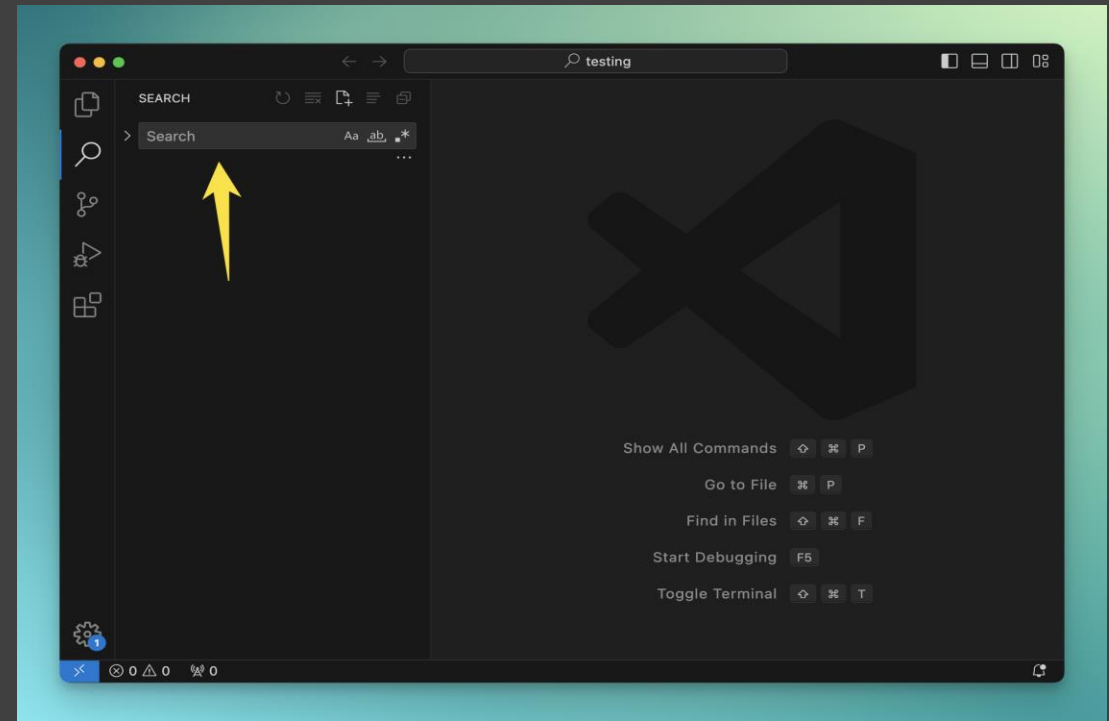 testing
SEARCH
Search Aa ab .*
...
Show All Commands ⇧ ⌘ P
Go to File ⌘ P
Find in Files ⇧ ⌘ F
Start Debugging F5
Toggle Terminal ⇧ ⌘ T
1
0 0 0